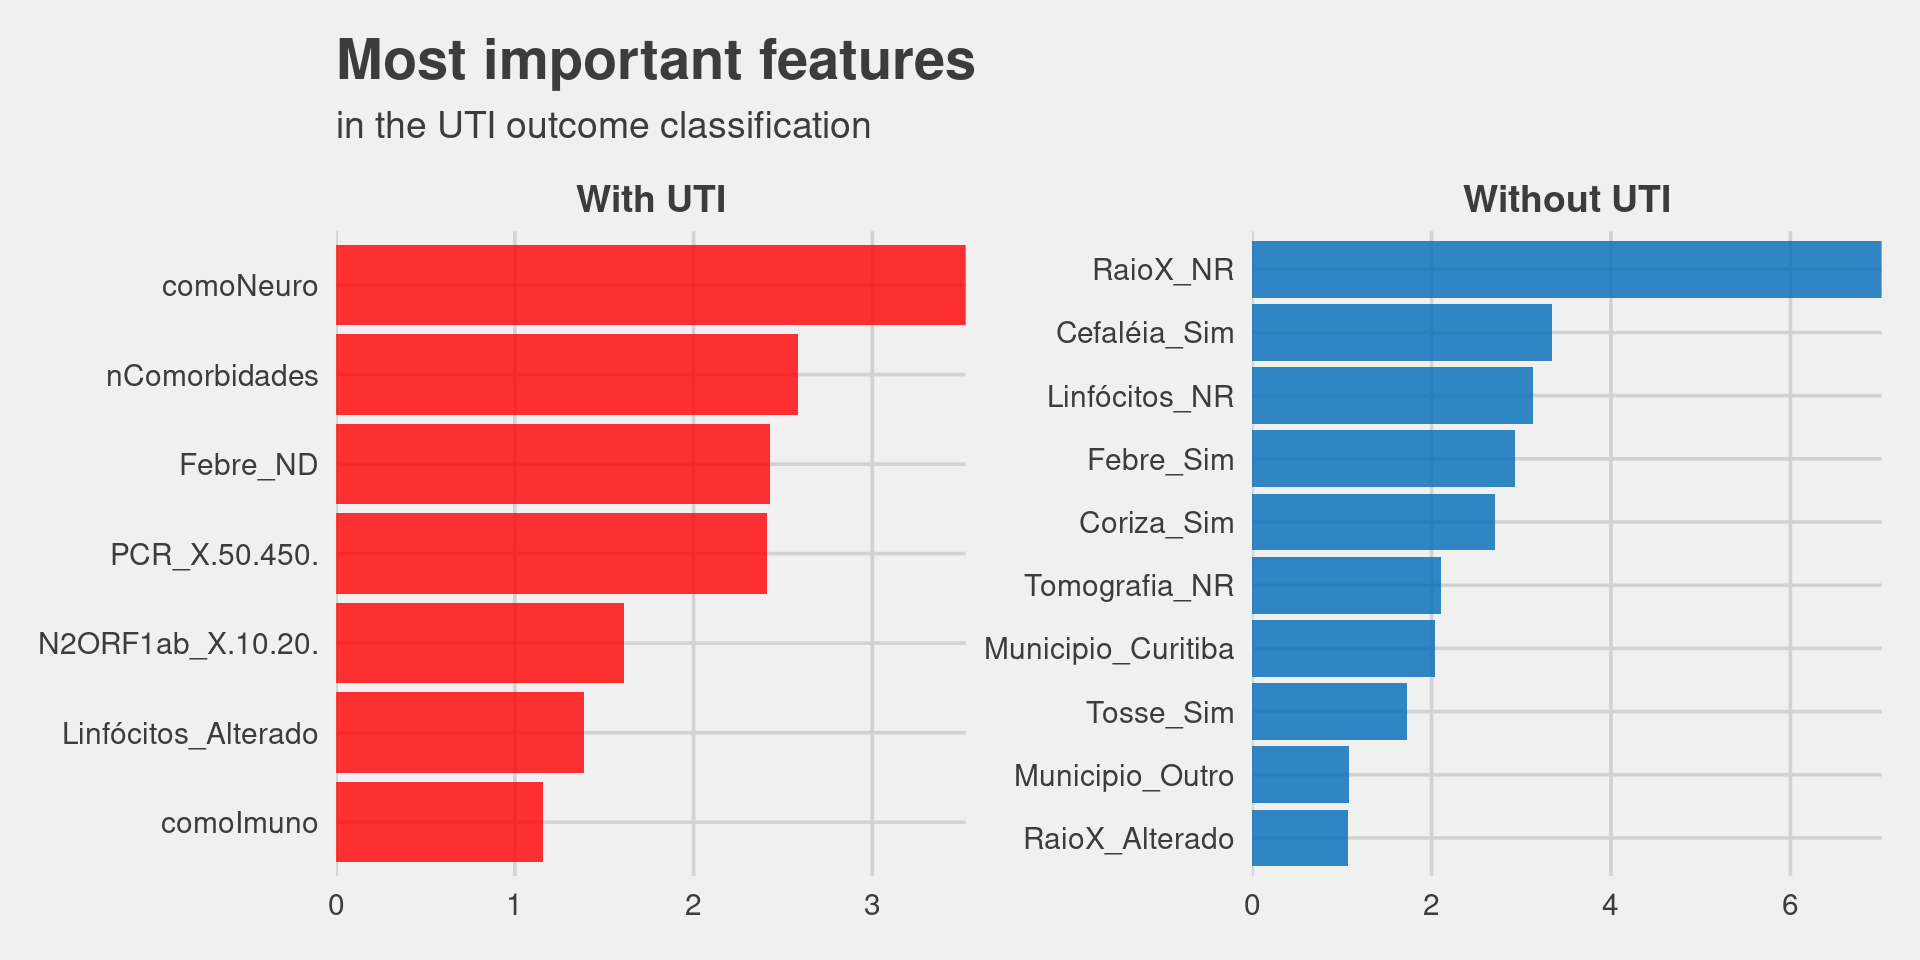 Most important features
in the UTI outcome classification
With UTI
comoNeuro
nComorbidades
Febre_ND
PCR_X.50.450.
N2ORF1ab_X.10.20.
Linfócitos_Alterado
comoImuno
0 1 2 3
Without UTI
RaioX_NR
Cefaléia_Sim
Linfócitos_NR
Febre_Sim
Coriza_Sim
Tomografia_NR
Municipio_Curitiba
Tosse_Sim
Municipio_Outro
RaioX_Alterado
0 2 4 6